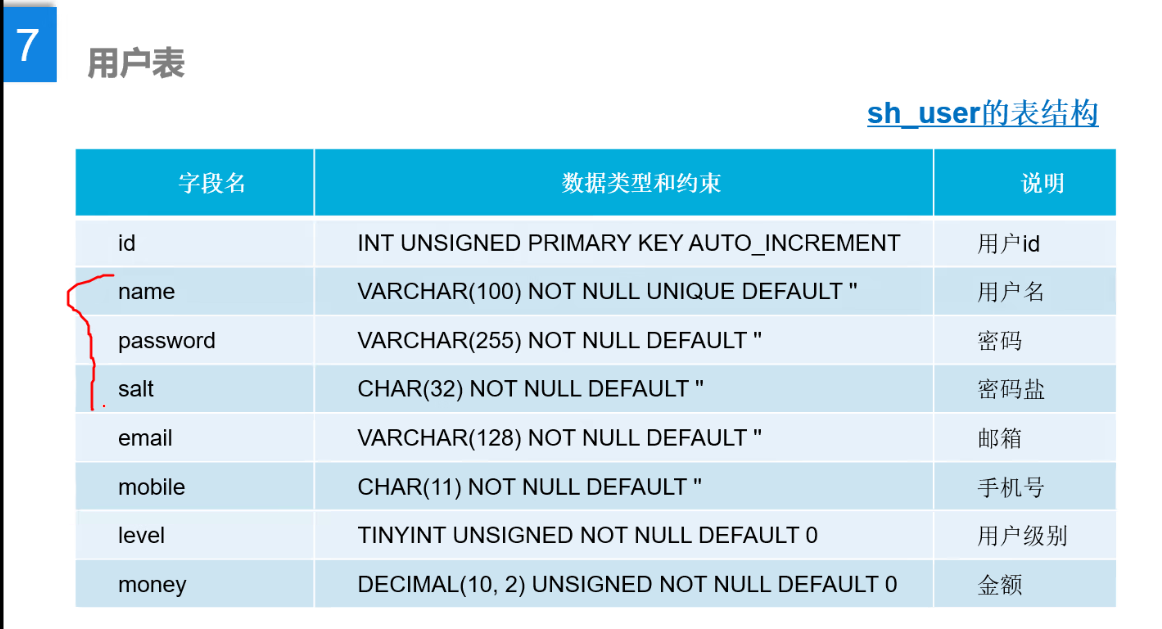 7
用户表
sh_user的表结构
字段名 数据类型和约束 说明
id INT UNSIGNED PRIMARY KEY AUTO_INCREMENT 用户id
name VARCHAR(100) NOT NULL UNIQUE DEFAULT '' 用户名
password VARCHAR(255) NOT NULL DEFAULT '' 密码
salt CHAR(32) NOT NULL DEFAULT '' 密码盐
email VARCHAR(128) NOT NULL DEFAULT '' 邮箱
mobile CHAR(11) NOT NULL DEFAULT '' 手机号
level TINYINT UNSIGNED NOT NULL DEFAULT 0 用户级别
money DECIMAL(10, 2) UNSIGNED NOT NULL DEFAULT 0 金额